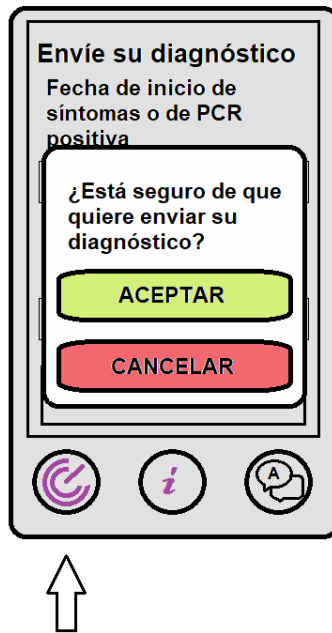 Envíe su diagnóstico
Fecha de inicio de
síntomas o de PCR
positiva
¿Está seguro de que
quiere enviar su
diagnóstico?
ACEPTAR
CANCELAR
i
A